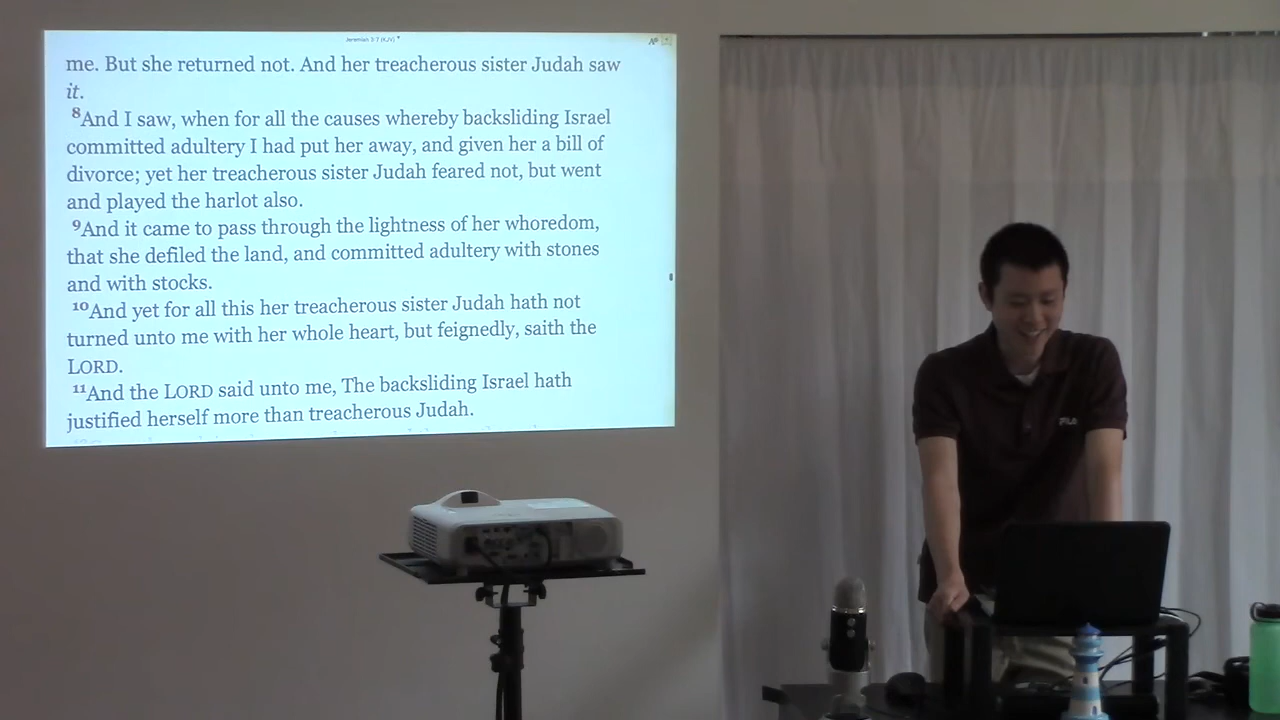 Jeremiah 3:7 (KJV)
me. But she returned not. And her treacherous sister Judah saw
it.
8And I saw, when for all the causes whereby backsliding Israel
committed adultery I had put her away, and given her a bill of
divorce; yet her treacherous sister Judah feared not, but went
and played the harlot also.
9And it came to pass through the lightness of her whoredom,
that she defiled the land, and committed adultery with stones
and with stocks.
10And yet for all this her treacherous sister Judah hath not
turned unto me with her whole heart, but feignedly, saith the
LORD.
11And the LORD said unto me, The backsliding Israel hath
justified herself more than treacherous Judah.
FILA